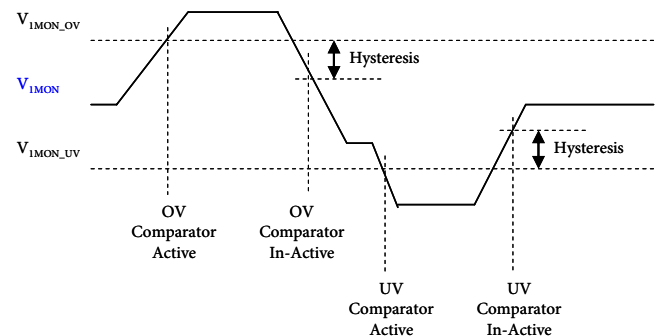 V1MON_OV
Hysteresis
V1MON
V1MON_UV
Hysteresis
OV
Comparator
Active
OV
Comparator
In-Active
UV
Comparator
Active
UV
Comparator
In-Active